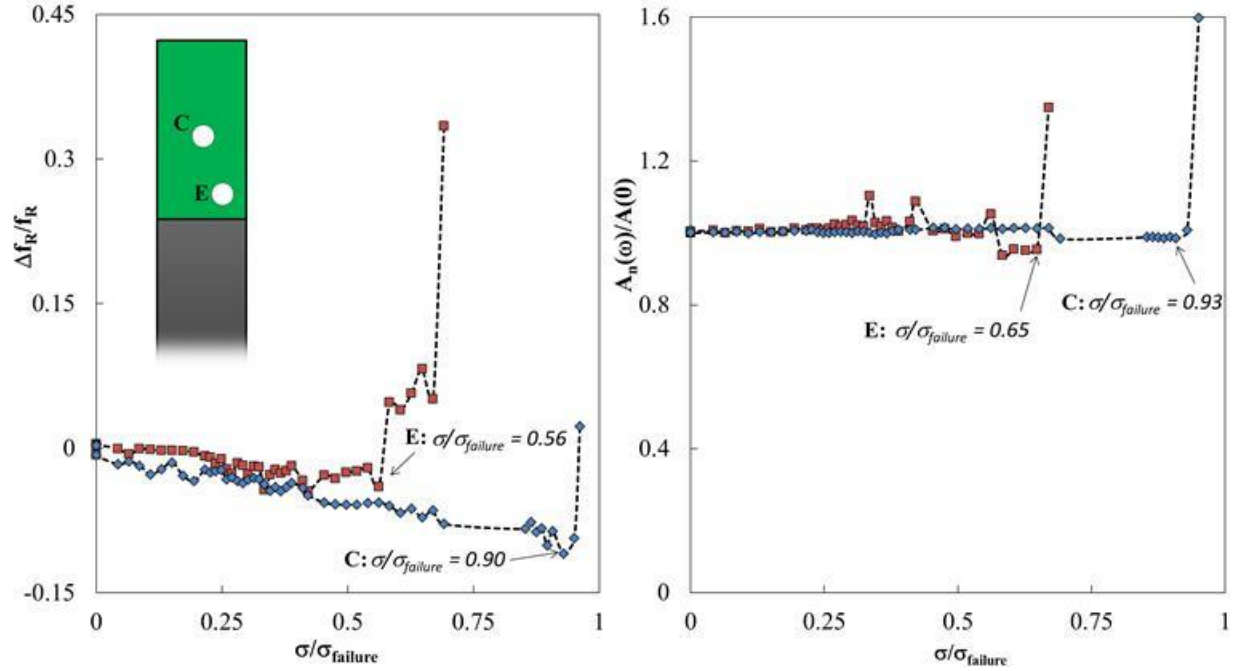 0.45
0.3
0.15
0
-0.15
Δf_R/f_R
C
E
E: σ/σ_failure = 0.56
C: σ/σ_failure = 0.90
0 0.25 0.5 0.75 1
σ/σ_failure
1.6
1.2
0.8
0.4
0
A_n(ω)/A(0)
C: σ/σ_failure = 0.93
E: σ/σ_failure = 0.65
0 0.25 0.5 0.75 1
σ/σ_failure